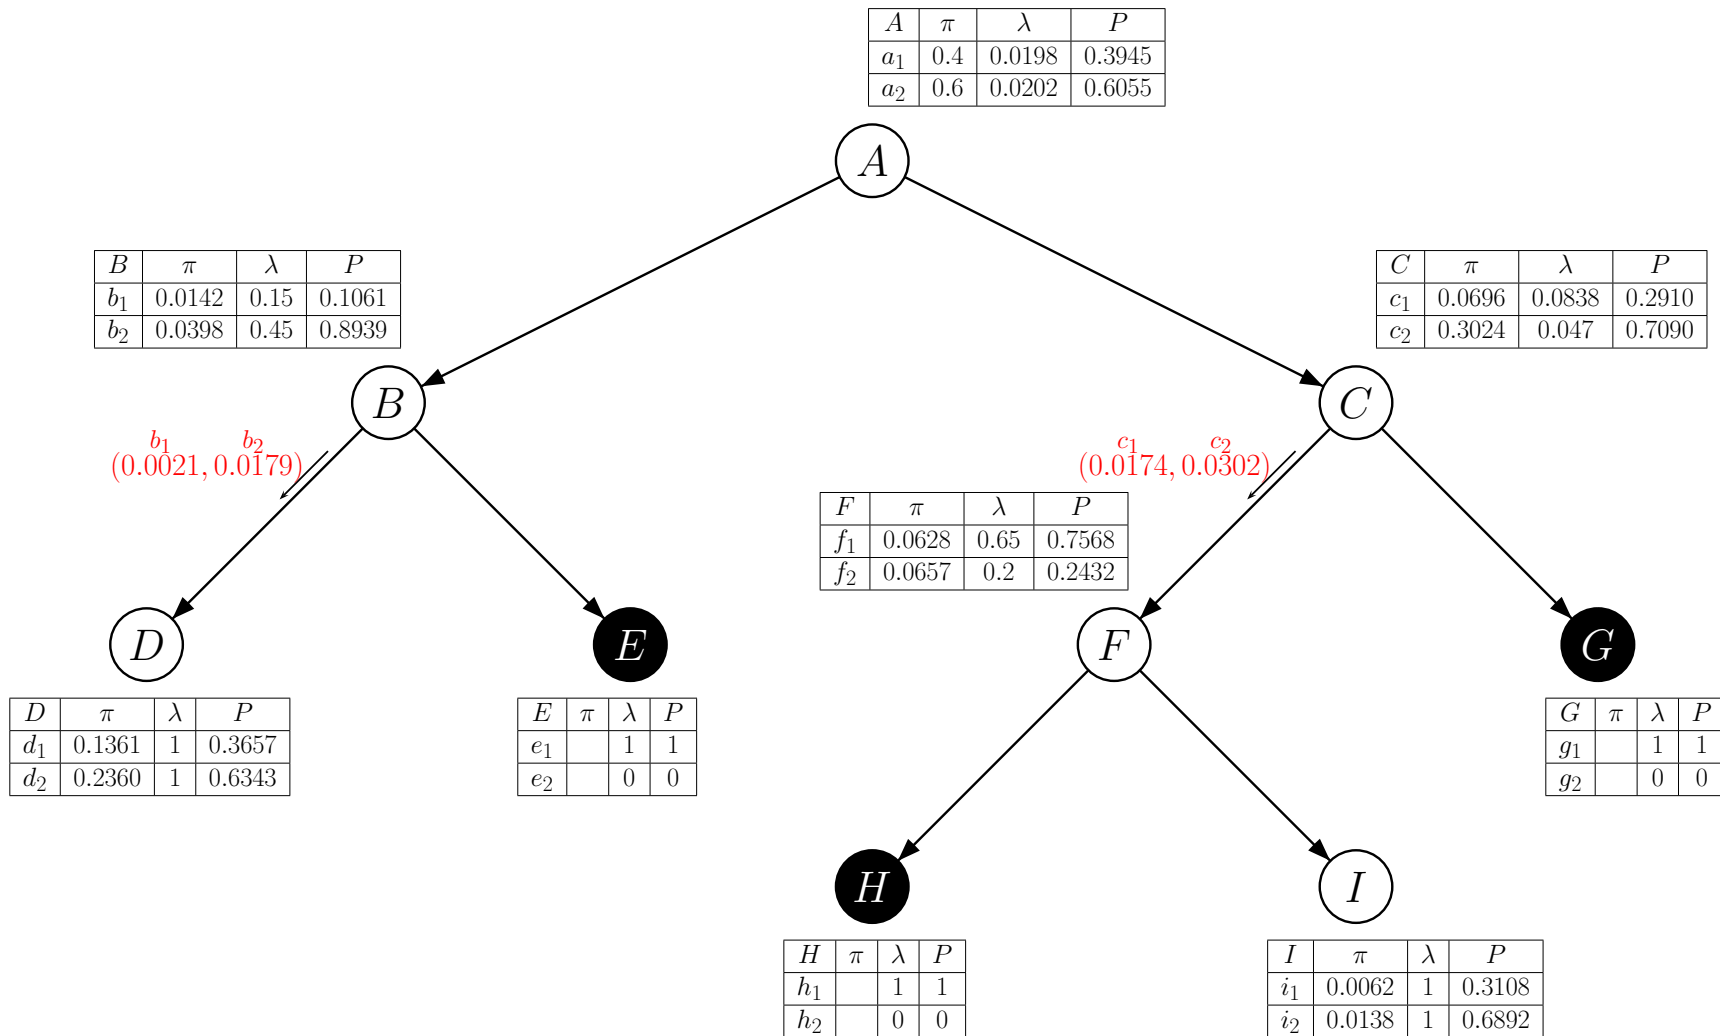 A π λ P
a₁ 0.4 0.0198 0.3945
a₂ 0.6 0.0202 0.6055
A
B π λ P
b₁ 0.0142 0.15 0.1061
b₂ 0.0398 0.45 0.8939
C π λ P
c₁ 0.0696 0.0838 0.2910
c₂ 0.3024 0.047 0.7090
B
C
b₁ b₂
(0.0021, 0.0179)
c₁ c₂
(0.0174, 0.0302)
F π λ P
f₁ 0.0628 0.65 0.7568
f₂ 0.0657 0.2 0.2432
D
E
F
G
D π λ P
d₁ 0.1361 1 0.3657
d₂ 0.2360 1 0.6343
E π λ P
e₁ 1 1
e₂ 0 0
G π λ P
g₁ 1 1
g₂ 0 0
H
I
H π λ P
h₁ 1 1
h₂ 0 0
I π λ P
i₁ 0.0062 1 0.3108
i₂ 0.0138 1 0.6892